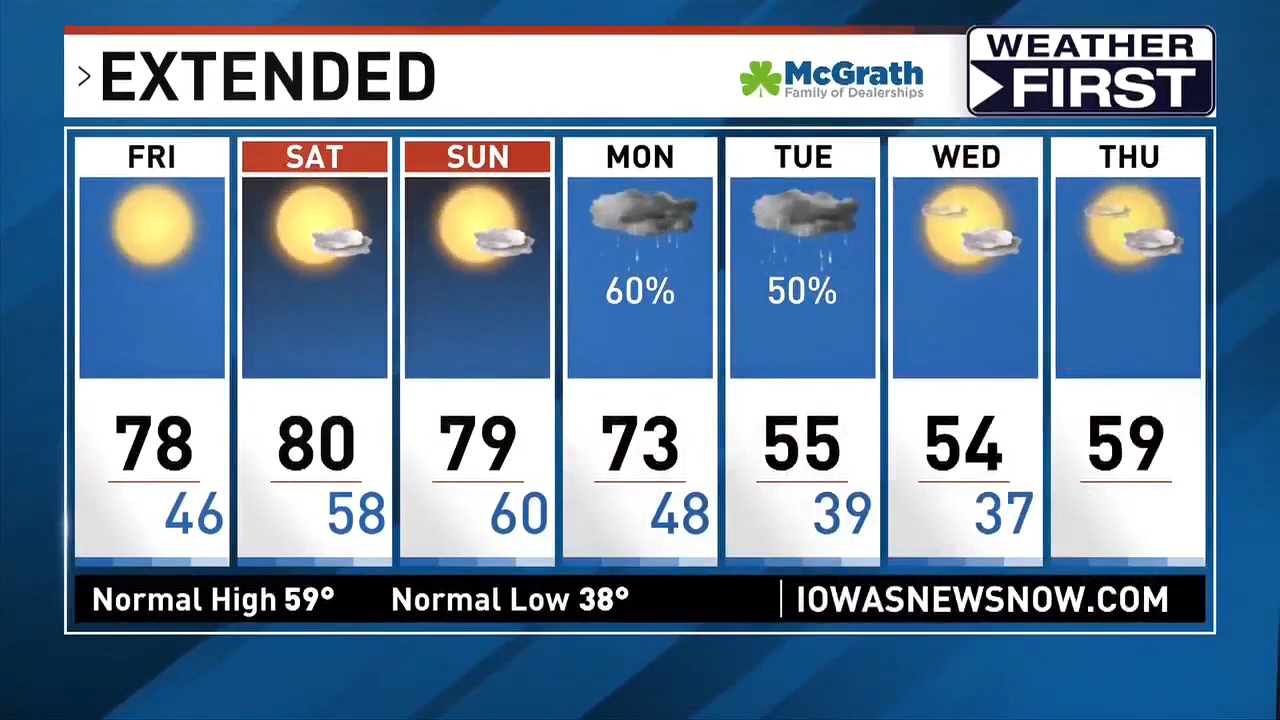 > EXTENDED
McGrath
Family of Dealerships
WEATHER
FIRST
FRI SAT SUN MON TUE WED THU
60% 50%
78 80 79 73 55 54 59
46 58 60 48 39 37
Normal High 59° Normal Low 38° | IOWASNEWSNOW.COM